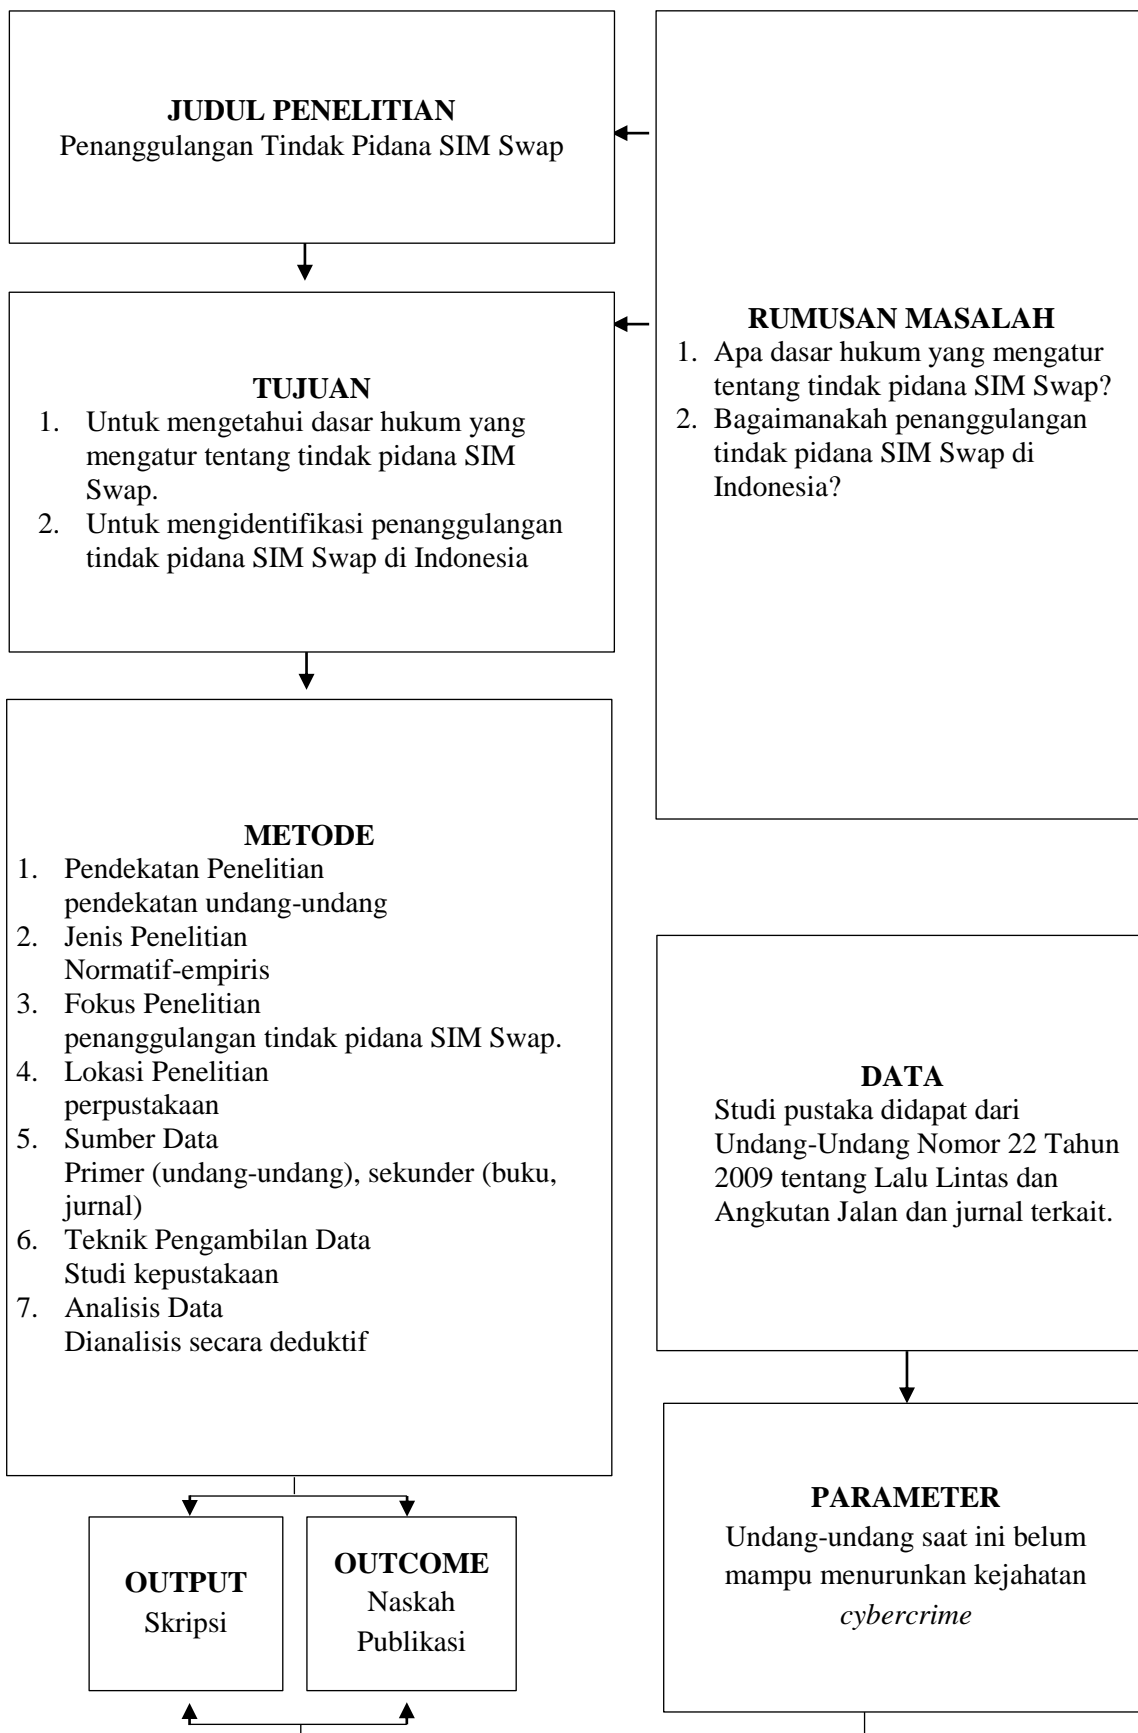 JUDUL PENELITIAN
Penanggulangan Tindak Pidana SIM Swap
TUJUAN
1. Untuk mengetahui dasar hukum yang
mengatur tentang tindak pidana SIM
Swap.
2. Untuk mengidentifikasi penanggulangan
tindak pidana SIM Swap di Indonesia
RUMUSAN MASALAH
1. Apa dasar hukum yang mengatur
tentang tindak pidana SIM Swap?
2. Bagaimanakah penanggulangan
tindak pidana SIM Swap di
Indonesia?
METODE
1. Pendekatan Penelitian
pendekatan undang-undang
2. Jenis Penelitian
Normatif-empiris
3. Fokus Penelitian
penanggulangan tindak pidana SIM Swap.
4. Lokasi Penelitian
perpustakaan
5. Sumber Data
Primer (undang-undang), sekunder (buku,
jurnal)
6. Teknik Pengambilan Data
Studi kepustakaan
7. Analisis Data
Dianalisis secara deduktif
DATA
Studi pustaka didapat dari
Undang-Undang Nomor 22 Tahun
2009 tentang Lalu Lintas dan
Angkutan Jalan dan jurnal terkait.
PARAMETER
Undang-undang saat ini belum
mampu menurunkan kejahatan
cybercrime
OUTPUT
Skripsi
OUTCOME
Naskah
Publikasi